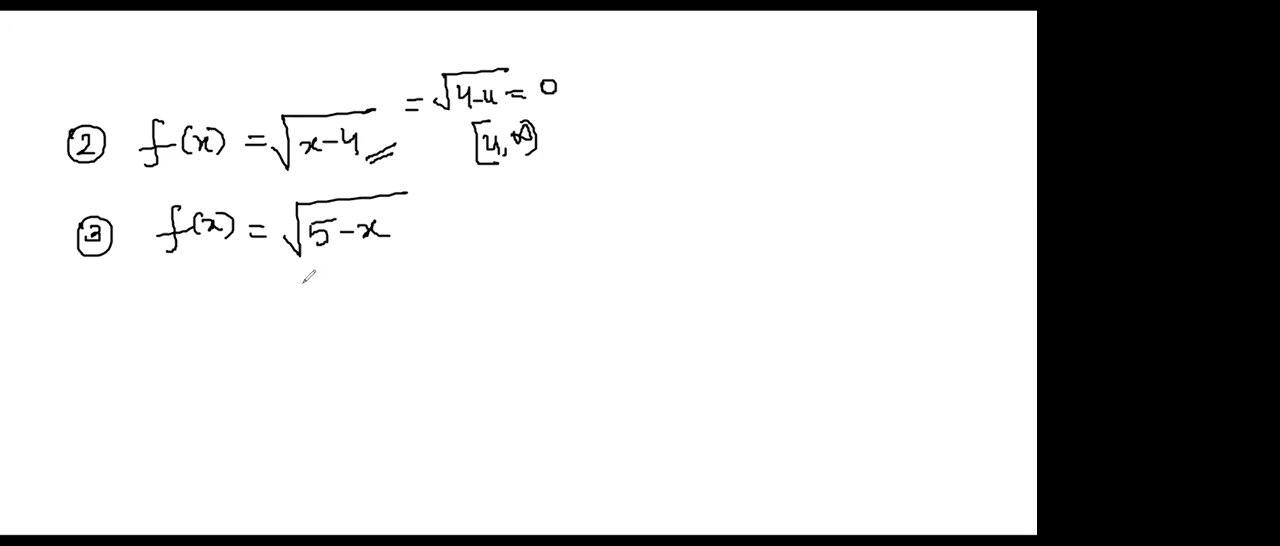 ② f(x) = √(x-4) = √(4-4) = 0
[4, ∞)
③ f(x) = √(5-x)